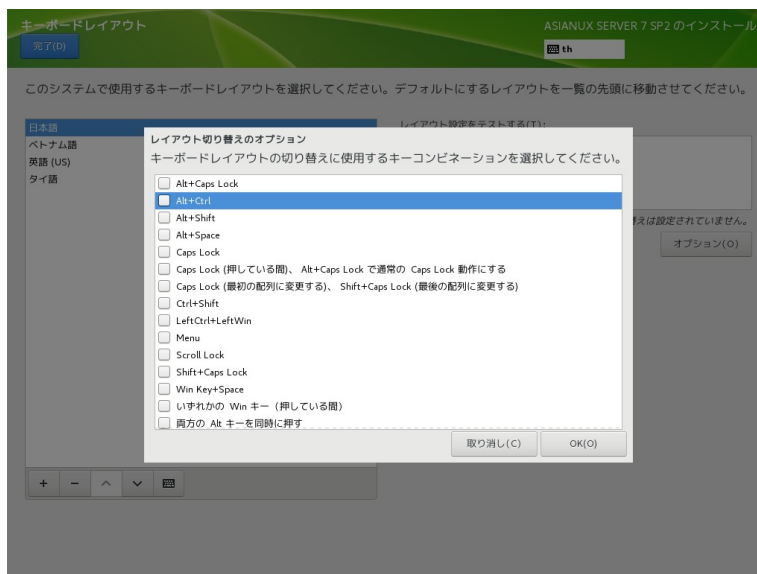 キーボードレイアウト
ASIANUX SERVER 7 SP2 のインストール
完了(D)
th
このシステムで使用するキーボードレイアウトを選択してください。デフォルトにするレイアウトを一覧の先頭に移動させてください。
日本語
レイアウト設定をテストする(T):
ベトナム語
英語 (US)
タイ語
レイアウト切り替えのオプション
キーボードレイアウトの切り替えに使用するキーコンビネーションを選択してください。
Alt+Caps Lock
Alt+Ctrl
Alt+Shift
Alt+Space
Caps Lock
Caps Lock (押している間)、 Alt+Caps Lock で通常の Caps Lock 動作にする
Caps Lock (最初の配列に変更する)、 Shift+Caps Lock (最後の配列に変更する)
Ctrl+Shift
LeftCtrl+LeftWin
Menu
Scroll Lock
Shift+Caps Lock
Win Key+Space
いずれかの Win キー (押している間)
両方の Alt キーを同時に押す
えは設定されていません。
オプション(O)
取り消し(C)
OK(O)